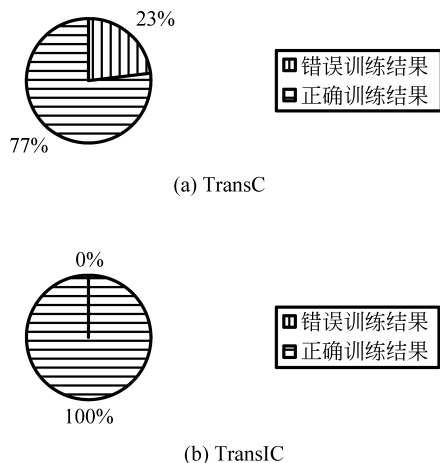 23%
错误训练结果
正确训练结果
77%
(a) TransC
0%
错误训练结果
正确训练结果
100%
(b) TransIC